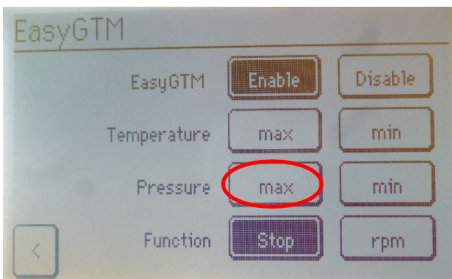 EasyGTM
EasyGTM Enable Disable
Temperature max min
Pressure max min
<
Function Stop rpm